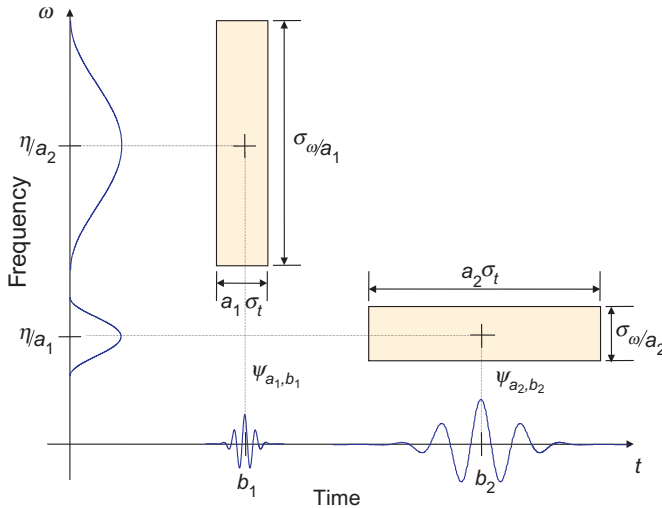 ω
η/a2
σω/a1
Frequency
a1 σt
a2σt
η/a1
σω/a2
ψa1,b1
ψa2,b2
b1
b2
t
Time